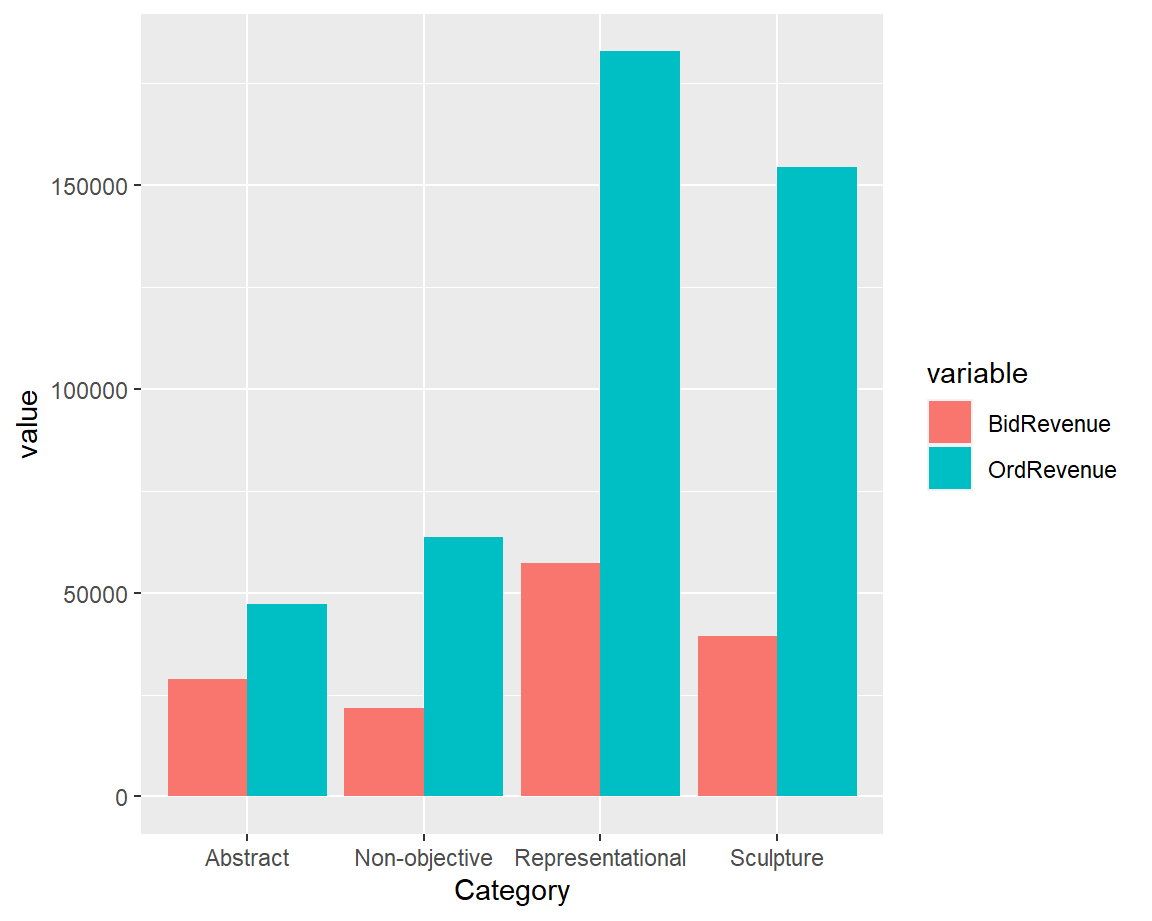 150000
100000
50000
0
value
Abstract
Non-objective
Representational
Sculpture
Category
variable
BidRevenue
OrdRevenue